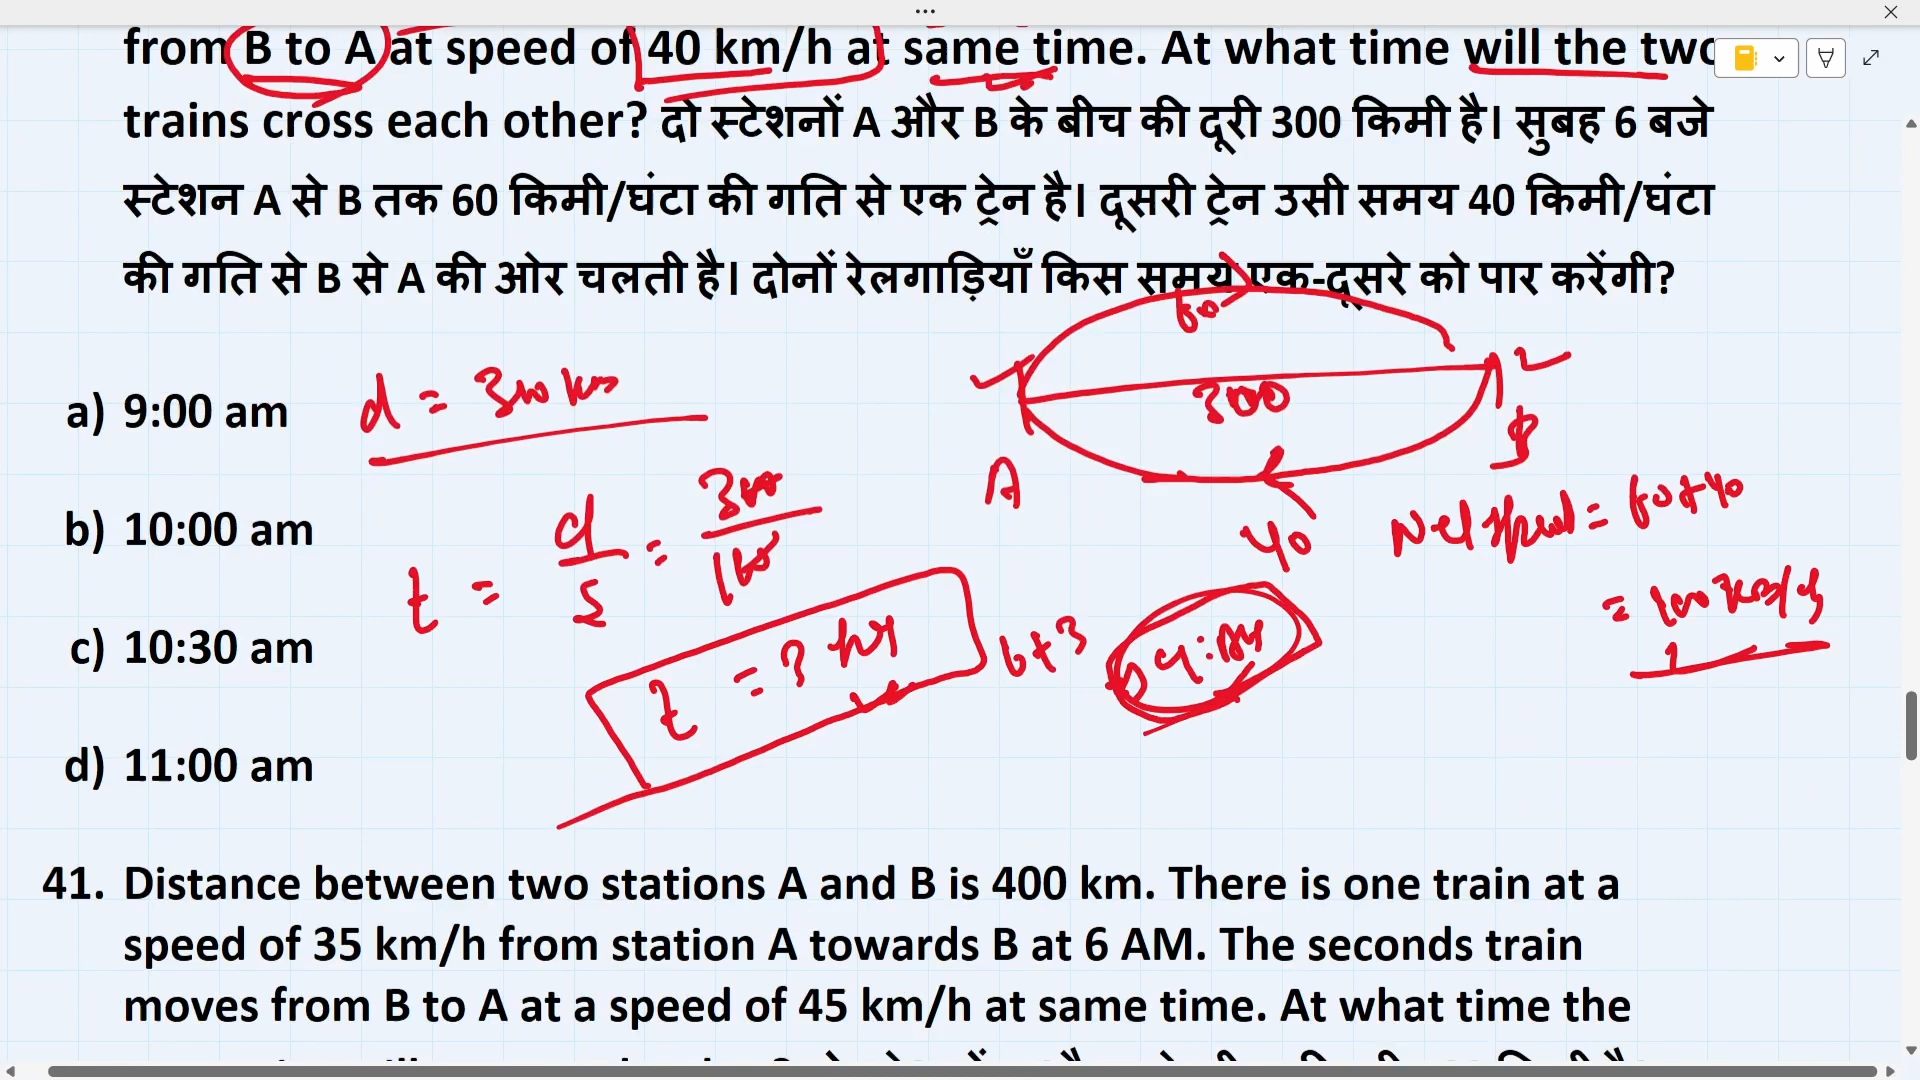 from B to A at speed of 40 km/h at same time. At what time will the two
trains cross each other? दो स्टेशनों A और B के बीच की दूरी 300 किमी है। सुबह 6 बजे
स्टेशन A से B तक 60 किमी/घंटा की गति से एक ट्रेन है। दूसरी ट्रेन उसी समय 40 किमी/घंटा
की गति से B से A की ओर चलती है। दोनों रेलगाड़ियाँ किस समय एक-दूसरे को पार करेंगी?
60
300
A
B
40
a) 9:00 am
d = 300 km
b) 10:00 am
t = d/s = 300/100
Net speed = 60+40
= 100 km/h
c) 10:30 am
t = 3 hr
6+3
9:AM
d) 11:00 am
41. Distance between two stations A and B is 400 km. There is one train at a
speed of 35 km/h from station A towards B at 6 AM. The seconds train
moves from B to A at a speed of 45 km/h at same time. At what time the